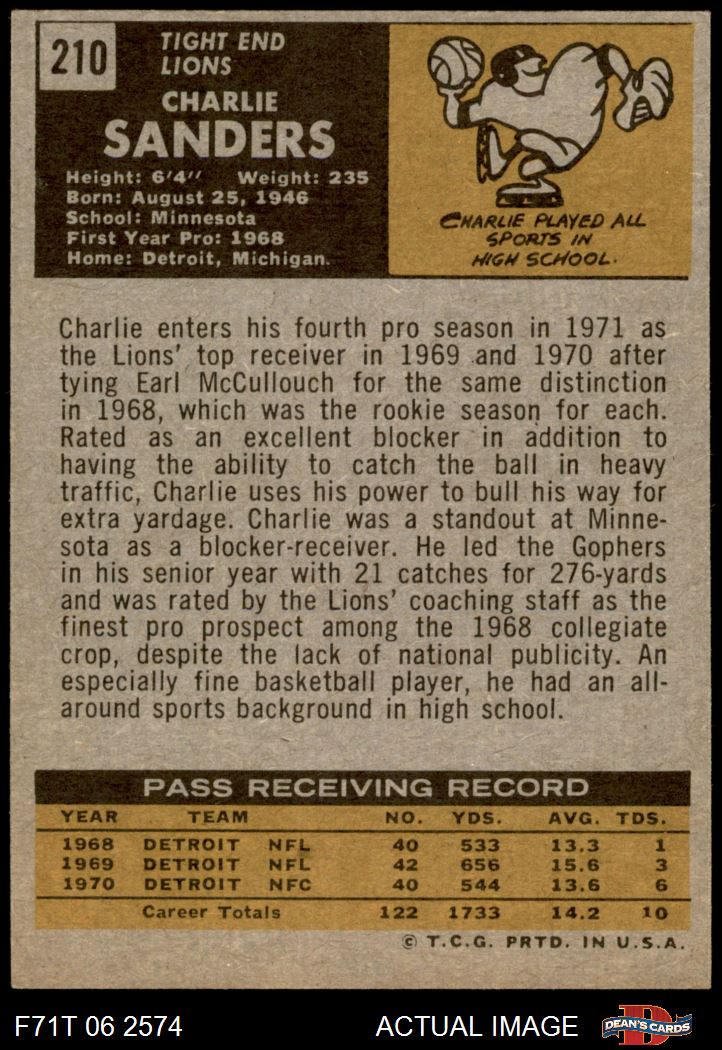 210
TIGHT END
LIONS
CHARLIE
SANDERS
Height: 6'4" Weight: 235
Born: August 25, 1946
School: Minnesota
First Year Pro: 1968
Home: Detroit, Michigan.
CHARLIE PLAYED ALL
SPORTS IN
HIGH SCHOOL.
Charlie enters his fourth pro season in 1971 as
the Lions' top receiver in 1969 and 1970 after
tying Earl McCullouch for the same distinction
in 1968, which was the rookie season for each.
Rated as an excellent blocker in addition to
having the ability to catch the ball in heavy
traffic, Charlie uses his power to bull his way for
extra yardage. Charlie was a standout at Minne-
sota as a blocker-receiver. He led the Gophers
in his senior year with 21 catches for 276-yards
and was rated by the Lions' coaching staff as the
finest pro prospect among the 1968 collegiate
crop, despite the lack of national publicity. An
especially fine basketball player, he had an all-
around sports background in high school.
PASS RECEIVING RECORD
YEAR TEAM NO. YDS. AVG. TDS.
1968 DETROIT NFL 40 533 13.3 1
1969 DETROIT NFL 42 656 15.6 3
1970 DETROIT NFC 40 544 13.6 6
Career Totals 122 1733 14.2 10
© T.C.G. PRTD. IN U.S.A.
F71T 06 2574 ACTUAL IMAGE D DEAN'S CARDS